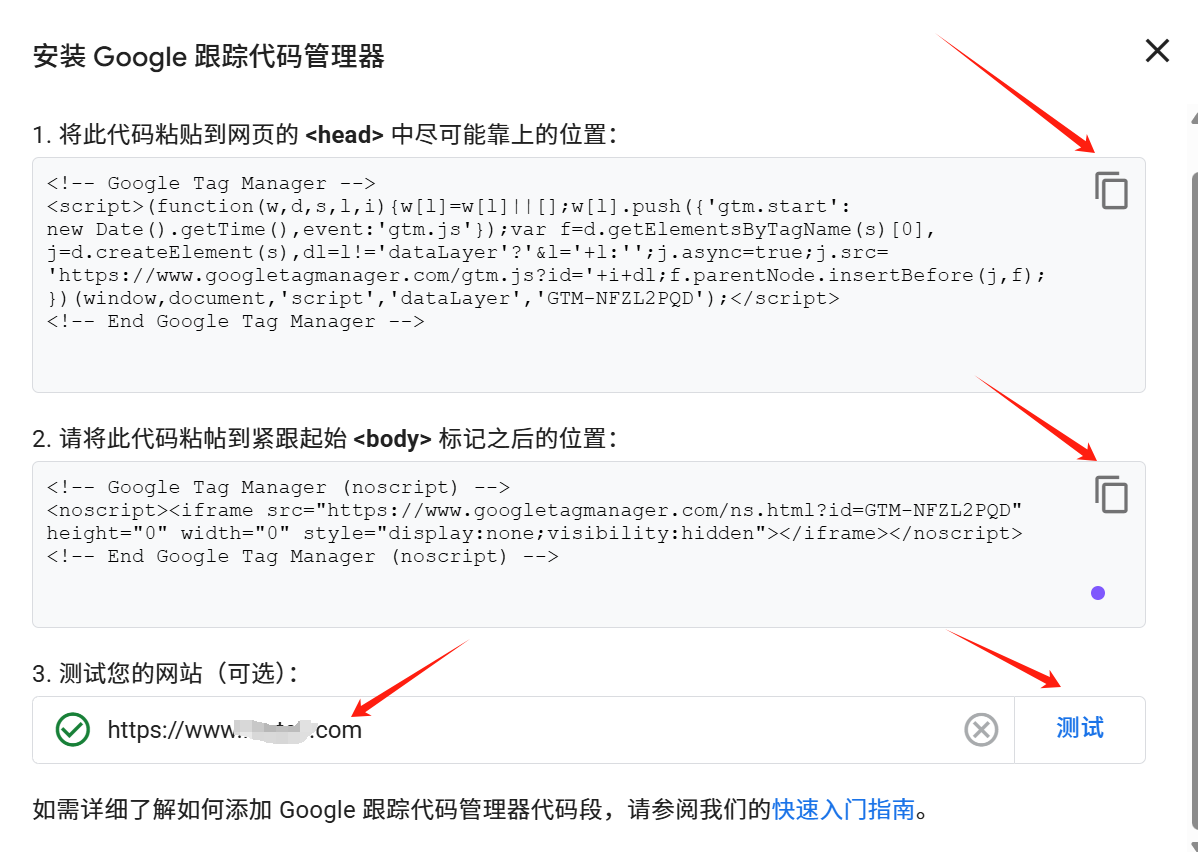 安装 Google 跟踪代码管理器
1. 将此代码粘贴到网页的 <head> 中尽可能靠上的位置：
<!-- Google Tag Manager -->
<script>(function(w,d,s,l,i){w[l]=w[l]||[];w[l].push({'gtm.start':
new Date().getTime(),event:'gtm.js'});var f=d.getElementsByTagName(s)[0],
j=d.createElement(s),dl=l!='dataLayer'?'&l='+l:'';j.async=true;j.src=
'https://www.googletagmanager.com/gtm.js?id='+i+dl;f.parentNode.insertBefore(j,f);
})(window,document,'script','dataLayer','GTM-NFZL2PQD');</script>
<!-- End Google Tag Manager -->
2. 请将此代码粘帖到紧跟起始 <body> 标记之后的位置：
<!-- Google Tag Manager (noscript) -->
<noscript><iframe src="https://www.googletagmanager.com/ns.html?id=GTM-NFZL2PQD"
height="0" width="0" style="display:none;visibility:hidden"></iframe></noscript>
<!-- End Google Tag Manager (noscript) -->
3. 测试您的网站（可选）：
https://www. .com
测试
如需详细了解如何添加 Google 跟踪代码管理器代码段，请参阅我们的快速入门指南。